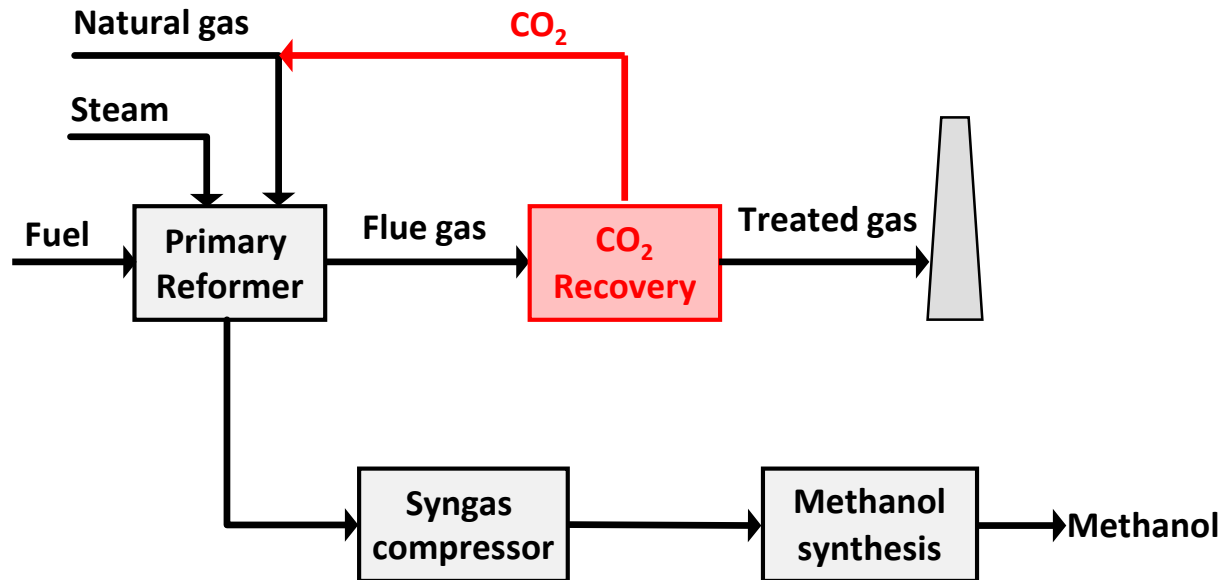 Natural gas
CO₂
Steam
Fuel
Primary
Reformer
Flue gas
CO₂
Recovery
Treated gas
Syngas
compressor
Methanol
synthesis
Methanol